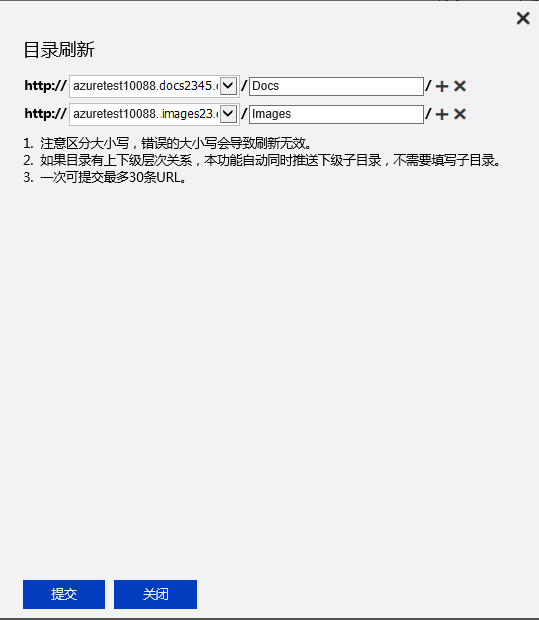 目录刷新
http:// azuretest10088.docs2345.c / Docs /
http:// azuretest10088..images23.c / Images /
1. 注意区分大小写，错误的大小写会导致刷新无效。
2. 如果目录有上下级层次关系，本功能自动同时推送下级子目录，不需要填写子目录。
3. 一次可提交最多30条URL。
提交 关闭